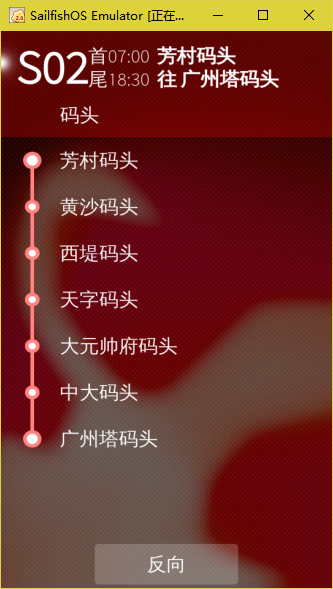 SailfishOS Emulator [正在...
S02 首07:00 芳村码头
尾18:30 往 广州塔码头
码头
芳村码头
黄沙码头
西堤码头
天字码头
大元帅府码头
中大码头
广州塔码头
反向